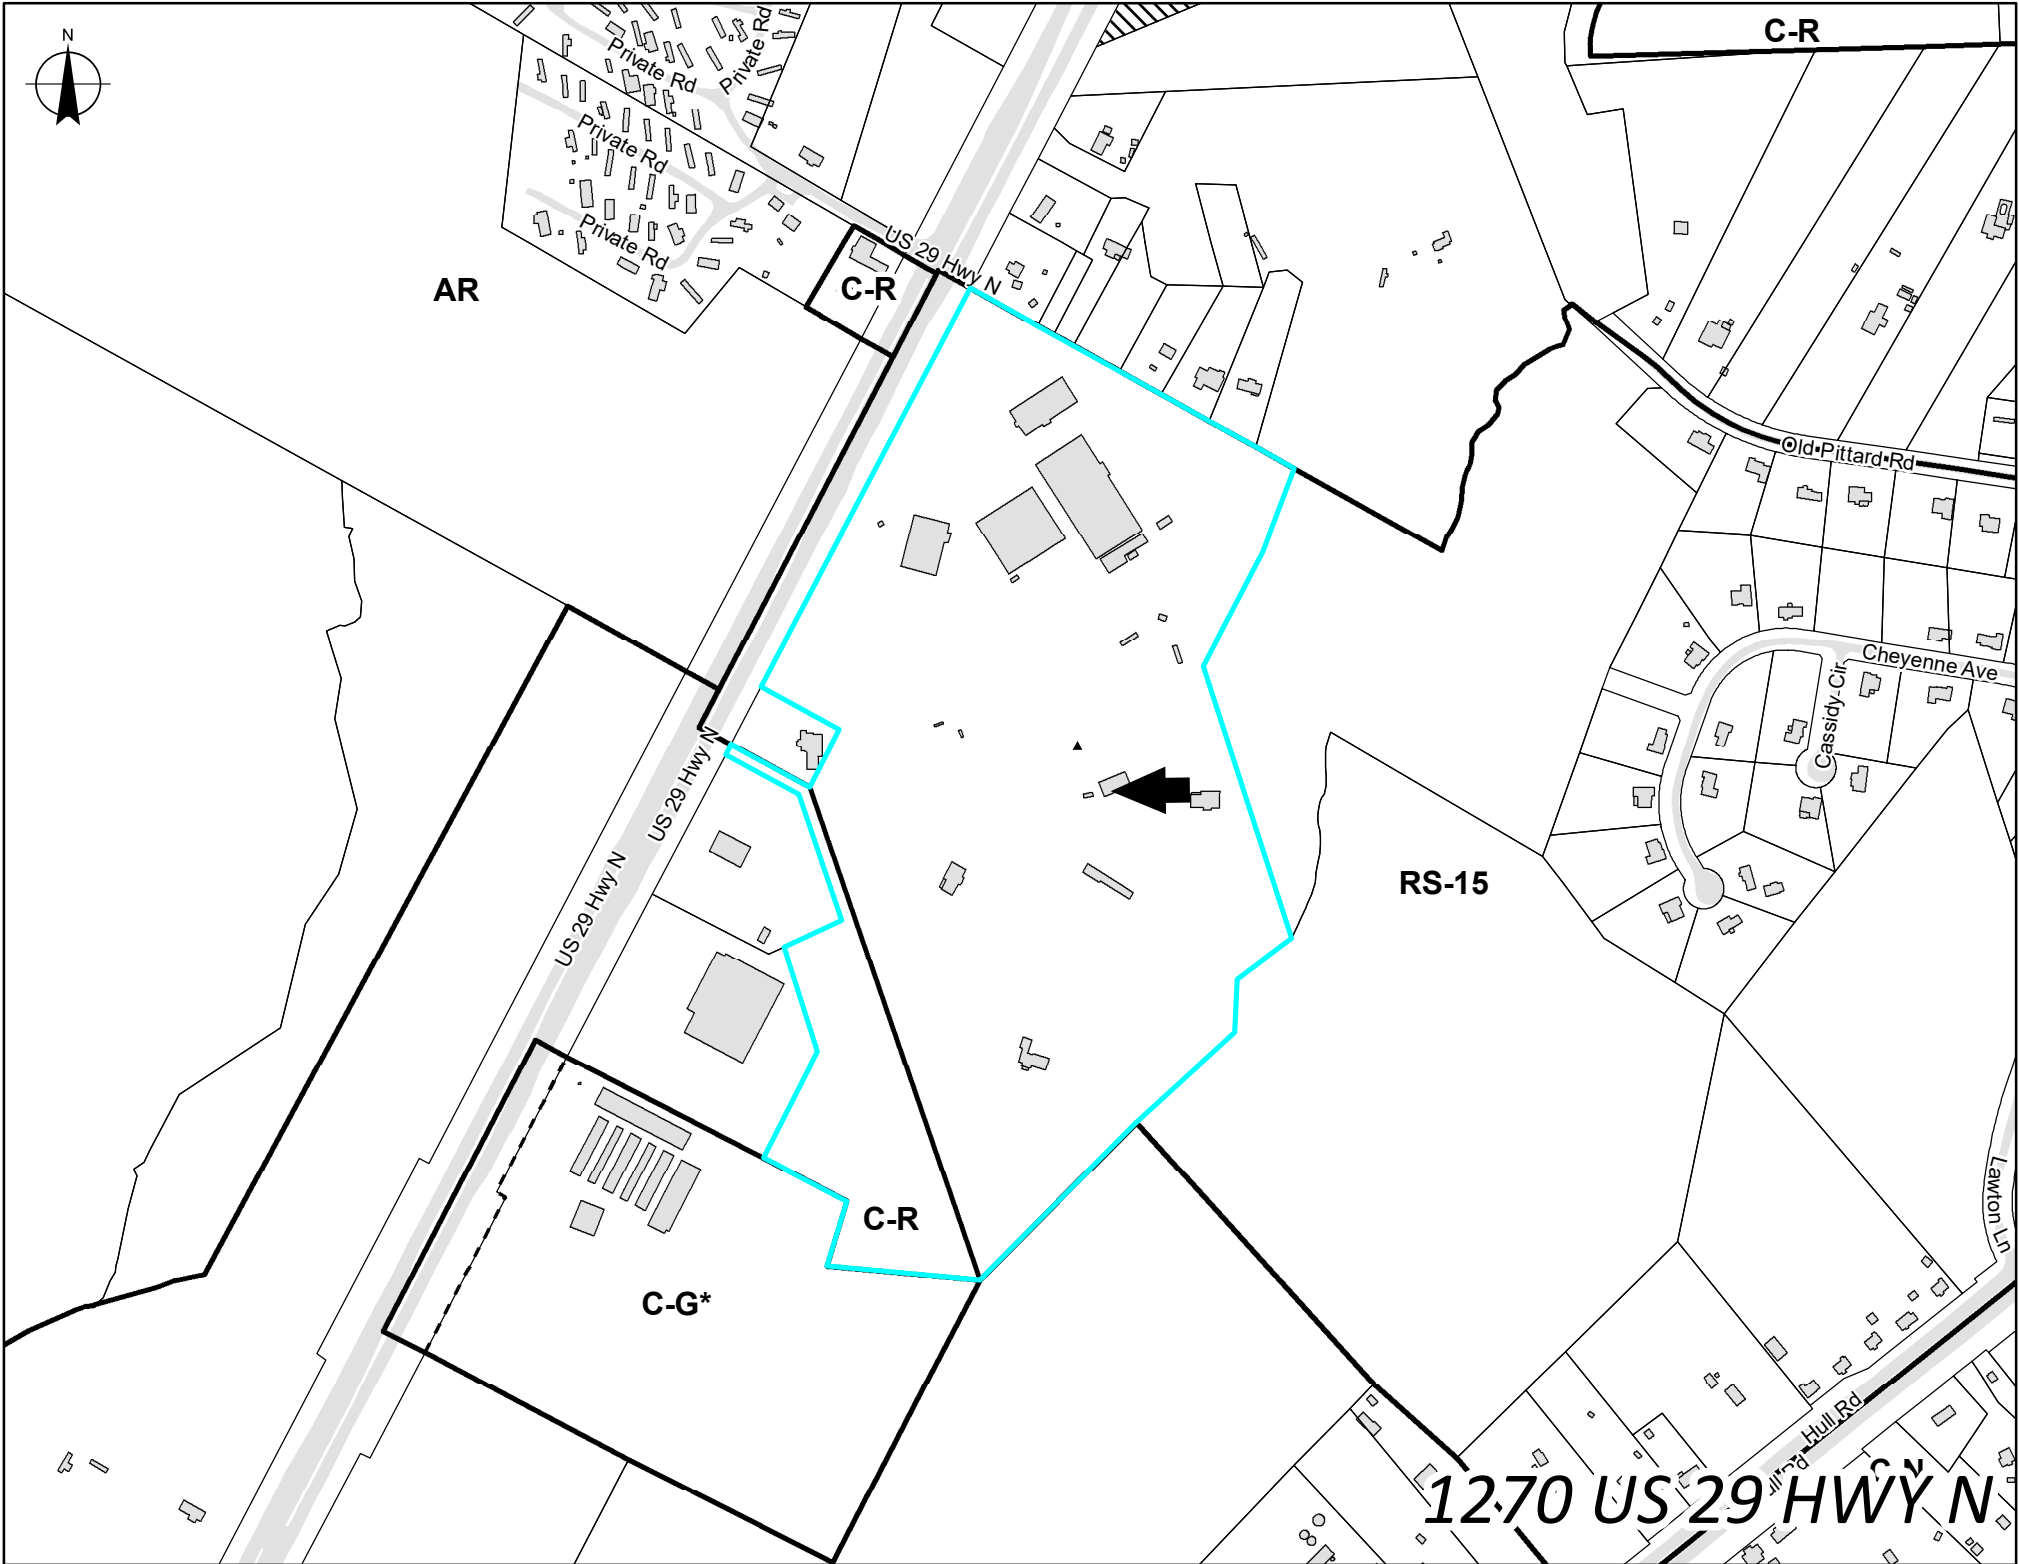 N
C-R
Private Rd
Private Rd
Private Rd
Private Rd
US 29 Hwy N
AR
C-R
Old Pittard Rd
Cheyenne Ave
Cassidy Cir
US 29 Hwy N
US 29 Hwy N
RS-15
Lawton Ln
C-R
C-G*
Hull Rd
C-N
1270 US 29 HWY N